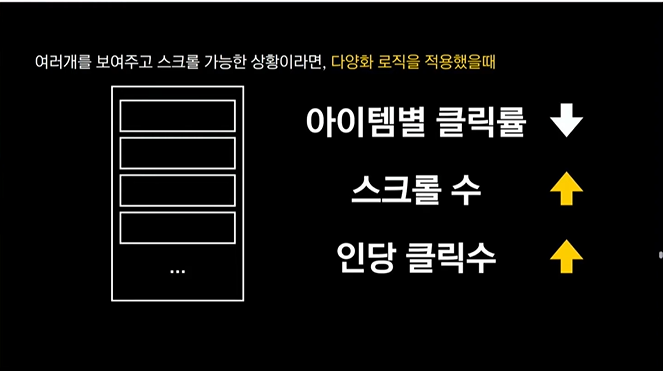 여러개를 보여주고 스크롤 가능한 상황이라면, 다양화 로직을 적용했을때
아이템별 클릭률
스크롤 수
인당 클릭수
...